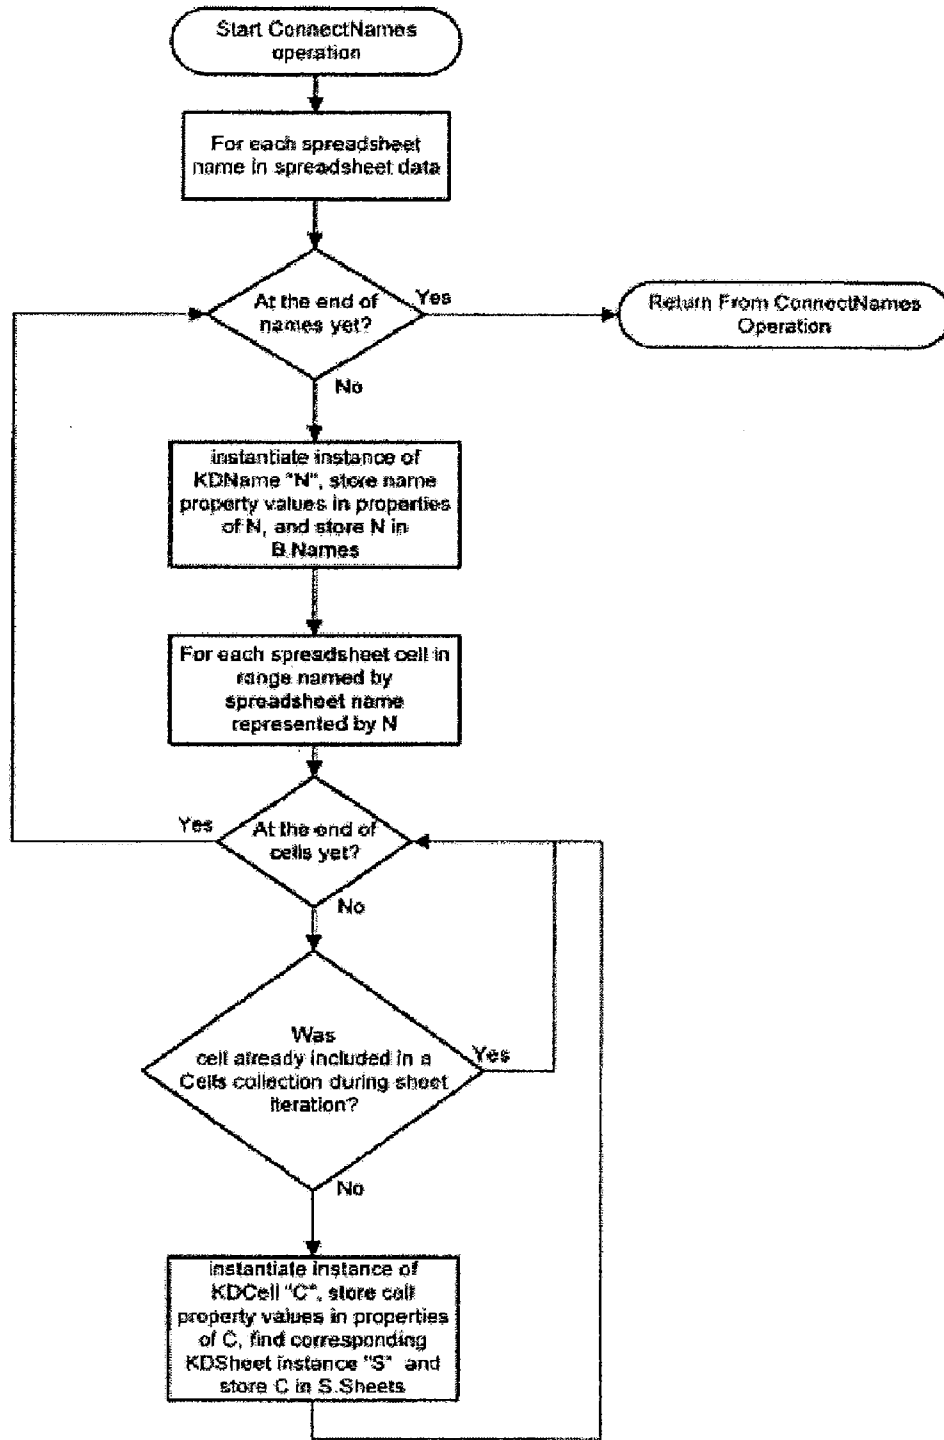 Start ConnectNames
operation
For each spreadsheet
name in spreadsheet data
At the end of
names yet?
Yes
Return From ConnectNames
Operation
No
instantiate instance of
KDName "N", store name
property values in properties
of N, and store N in
B.Names
For each spreadsheet cell in
range named by
spreadsheet name
represented by N
Yes
At the end of
cells yet?
No
Was
cell already included in a
Cells collection during sheet
iteration?
Yes
No
instantiate instance of
KDCell "C", store cell
property values in properties
of C, find corresponding
KDSheet instance "S" and
store C in S.Sheets